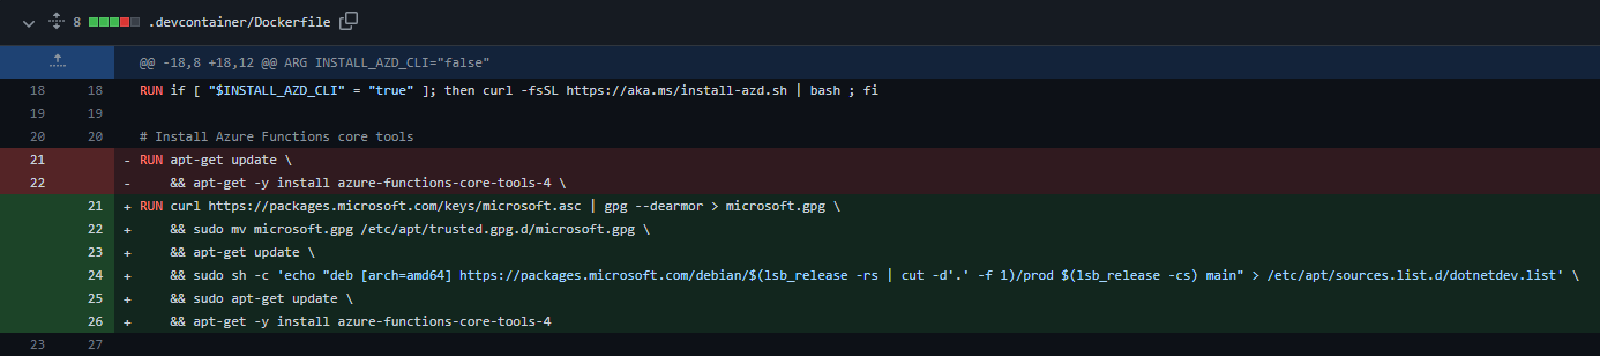 8 .devcontainer/Dockerfile
@@ -18,8 +18,12 @@ ARG INSTALL_AZD_CLI="false"
18 18 RUN if [ "$INSTALL_AZD_CLI" = "true" ]; then curl -fsSL https://aka.ms/install-azd.sh | bash ; fi
19 19
20 20 # Install Azure Functions core tools
21 - RUN apt-get update \
22 - && apt-get -y install azure-functions-core-tools-4 \
21 + RUN curl https://packages.microsoft.com/keys/microsoft.asc | gpg --dearmor > microsoft.gpg \
22 + && sudo mv microsoft.gpg /etc/apt/trusted.gpg.d/microsoft.gpg \
23 + && apt-get update \
24 + && sudo sh -c 'echo "deb [arch=amd64] https://packages.microsoft.com/debian/$(lsb_release -rs | cut -d'.' -f 1)/prod $(lsb_release -cs) main" > /etc/apt/sources.list.d/dotnetdev.list' \
25 + && sudo apt-get update \
26 + && apt-get -y install azure-functions-core-tools-4
23 27